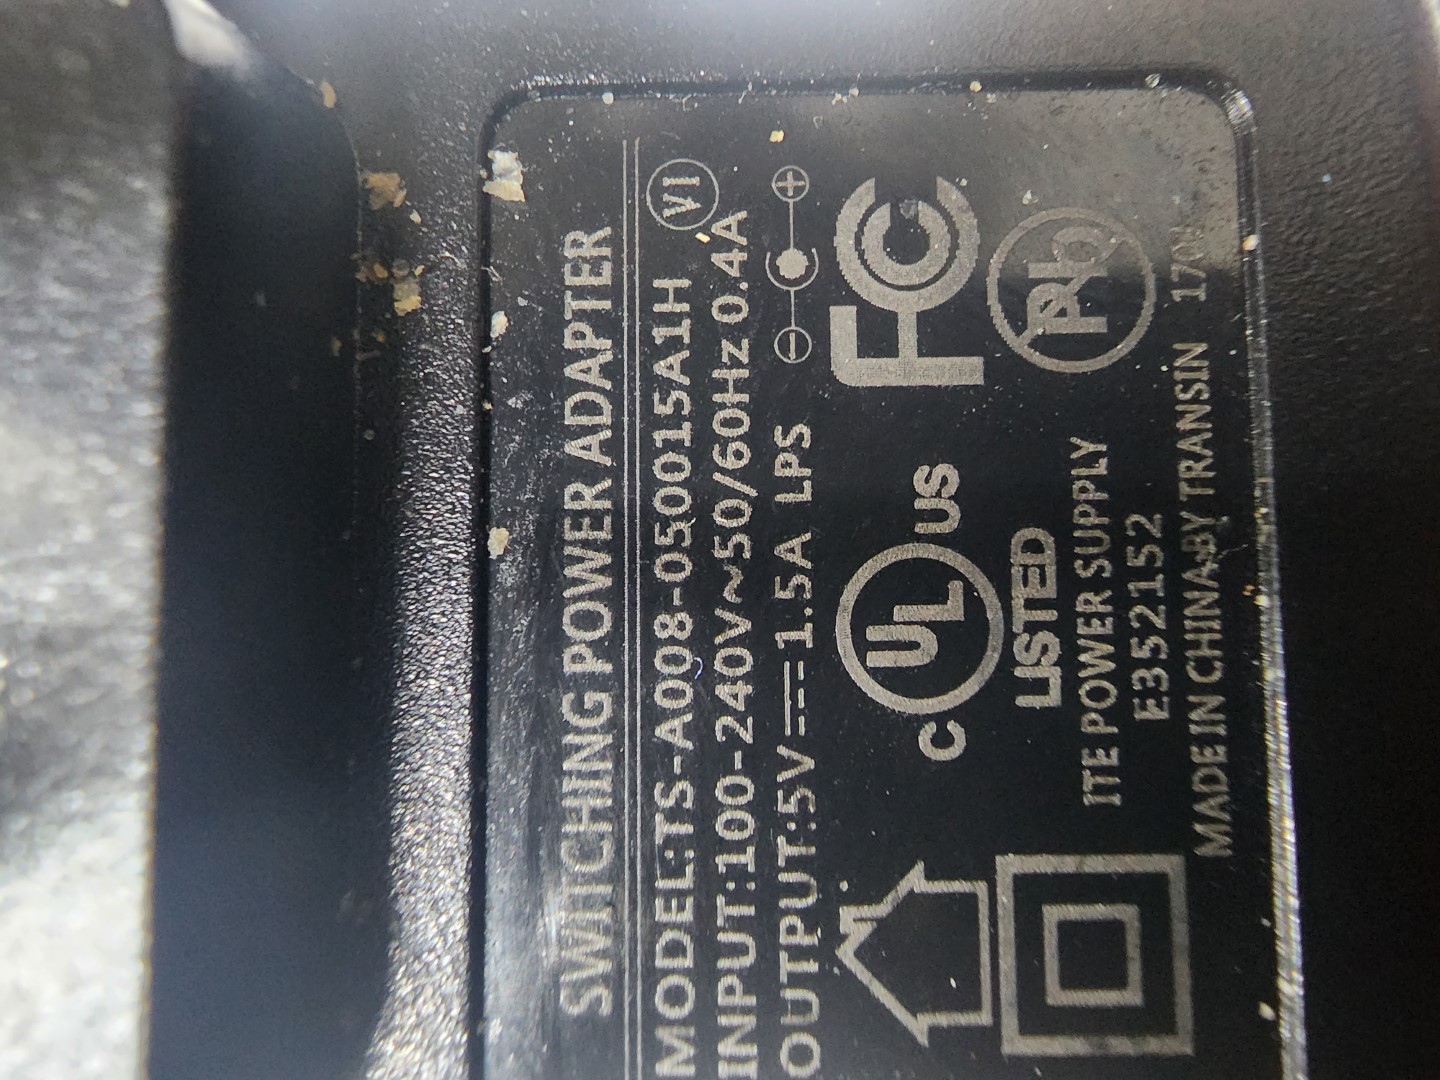 SWITCHING POWER ADAPTER
MODEL:TS-A008-050015A1H VI
INPUT:100-240V~50/60Hz 0.4A
OUTPUT:5V⎓1.5A LPS
FC
C UL US
LISTED
Pb
ITE POWER SUPPLY
E352152
MADE IN CHINA BY TRANSIN